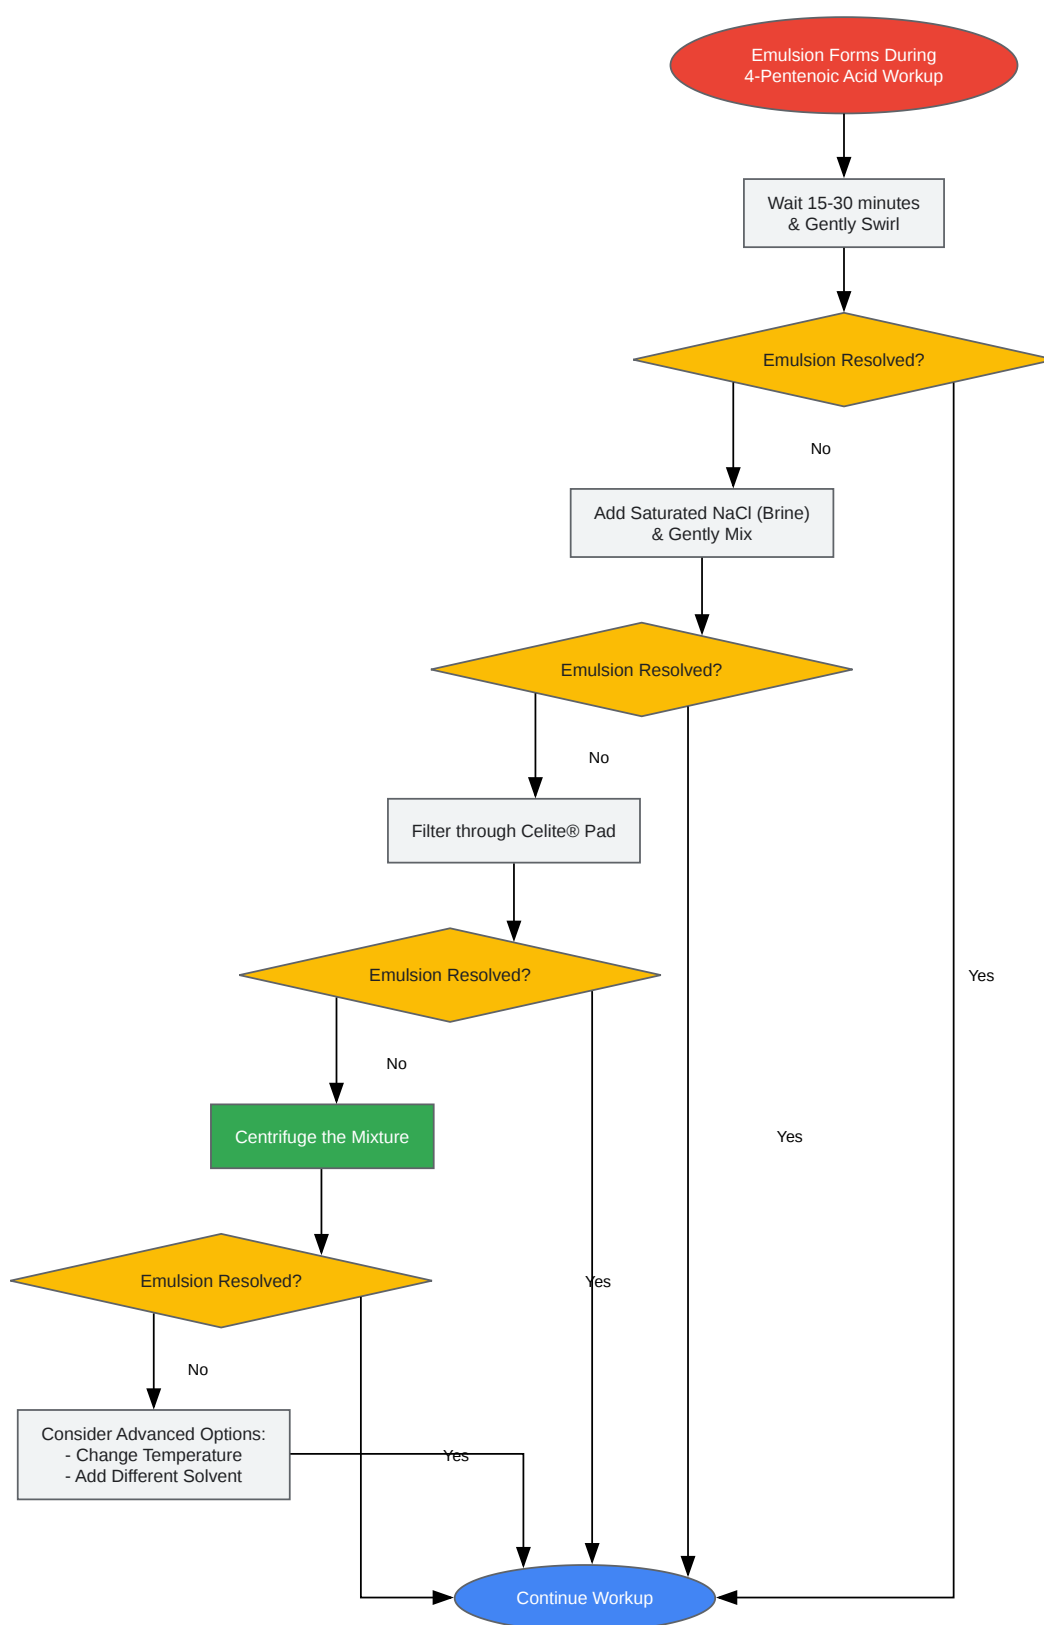 Emulsion Forms During
4-Pentenoic Acid Workup
Wait 15-30 minutes
& Gently Swirl
Emulsion Resolved?
No
Add Saturated NaCl (Brine)
& Gently Mix
Emulsion Resolved?
No
Filter through Celite® Pad
Emulsion Resolved?
Yes
No
Centrifuge the Mixture
Yes
Emulsion Resolved?
Yes
No
Consider Advanced Options:
- Change Temperature
- Add Different Solvent
Yes
Continue Workup